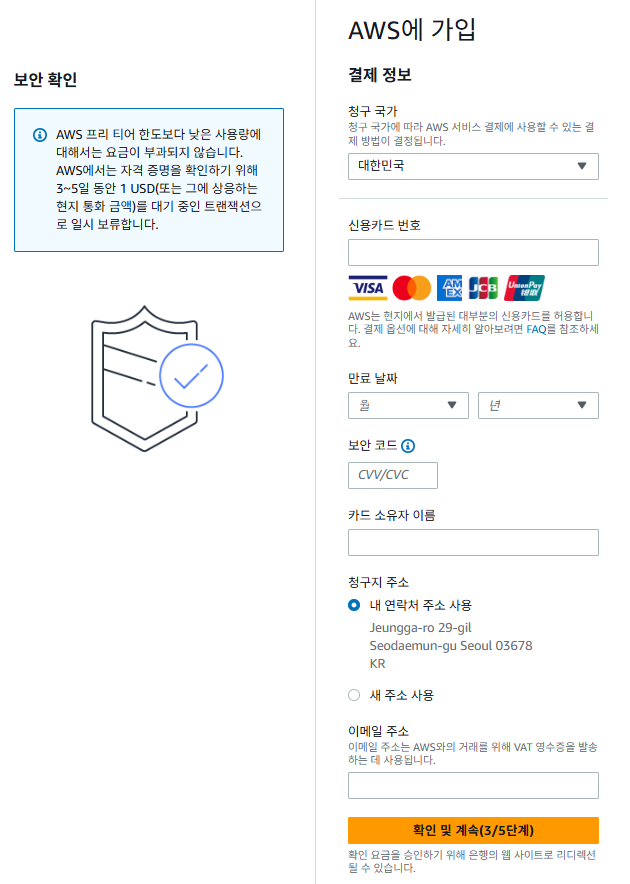 보안 확인
AWS 프리 티어 한도보다 낮은 사용량에
대해서는 요금이 부과되지 않습니다.
AWS에서는 자격 증명을 확인하기 위해
3~5일 동안 1 USD(또는 그에 상응하는
현지 통화 금액)를 대기 중인 트랜잭션으
로 일시 보류합니다.
AWS에 가입
결제 정보
청구 국가
청구 국가에 따라 AWS 서비스 결제에 사용할 수 있는 결
제 방법이 결정됩니다.
대한민국
신용카드 번호
VISA
AM
EX
JCB
UnionPay
银联
AWS는 현지에서 발급된 대부분의 신용카드를 허용합니
다. 결제 옵션에 대해 자세히 알아보려면 FAQ를 참조하세
요.
만료 날짜
월
년
보안 코드
CVV/CVC
카드 소유자 이름
청구지 주소
내 연락처 주소 사용
Jeungga-ro 29-gil
Seodaemun-gu Seoul 03678
KR
새 주소 사용
이메일 주소
이메일 주소는 AWS와의 거래를 위해 VAT 영수증을 발송
하는 데 사용됩니다.
확인 및 계속(3/5단계)
확인 요금을 승인하기 위해 은행의 웹 사이트로 리디렉션
될 수 있습니다.